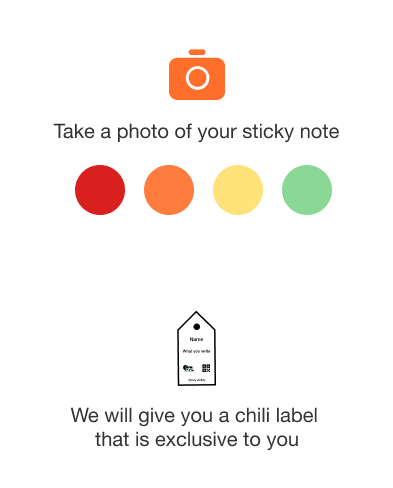 Take a photo of your sticky note
Name
What you write
We will give you a chili label
that is exclusive to you